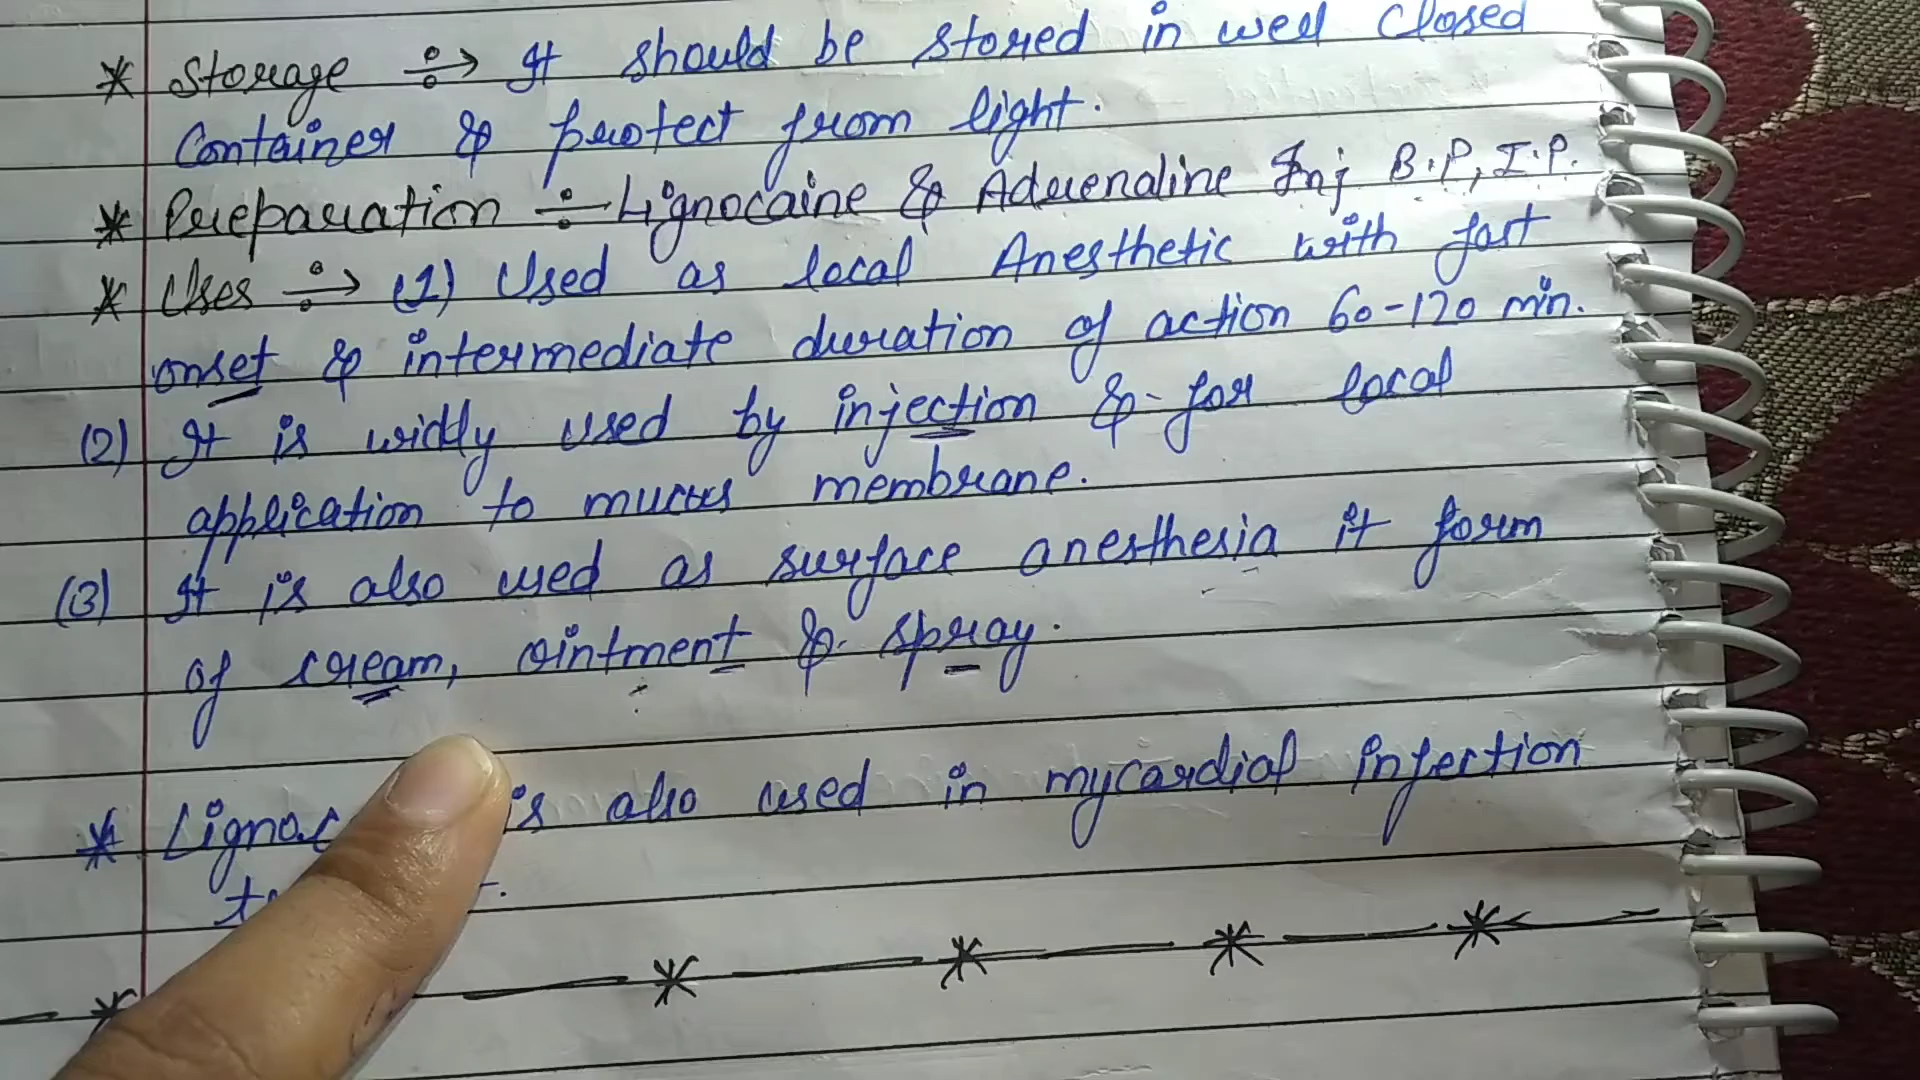 * Storage ÷→ It should be stored in well Closed
Container & protect from light.
* Preparation ÷— Lignocaine & Adrenaline Inj B.P, I.P.
* Uses ÷→ (1) Used as local Anesthetic with fast
onset & intermediate duration of action 60-120 min.
(2) It is widly used by injection & for local
application to mucus membrane.
(3) It is also used as surface anesthesia it form
of cream, ointment & spray.
* is also used in mycardial infection